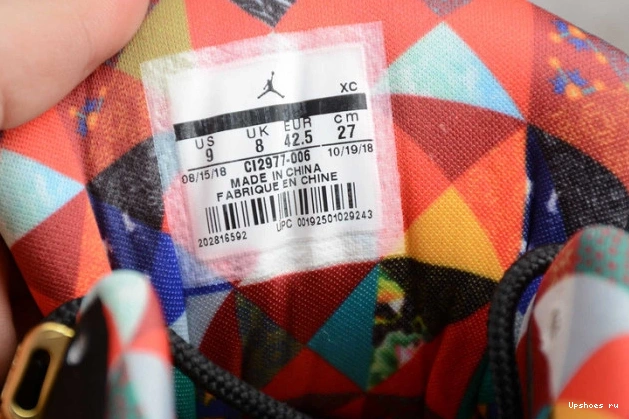 XC
US UK EUR cm
9 8 42.5 27
08/15/18 CI2977-006 10/19/18
MADE IN CHINA
FABRIQUE EN CHINE
202816592 UPC 00192501029243
Upshoes ru